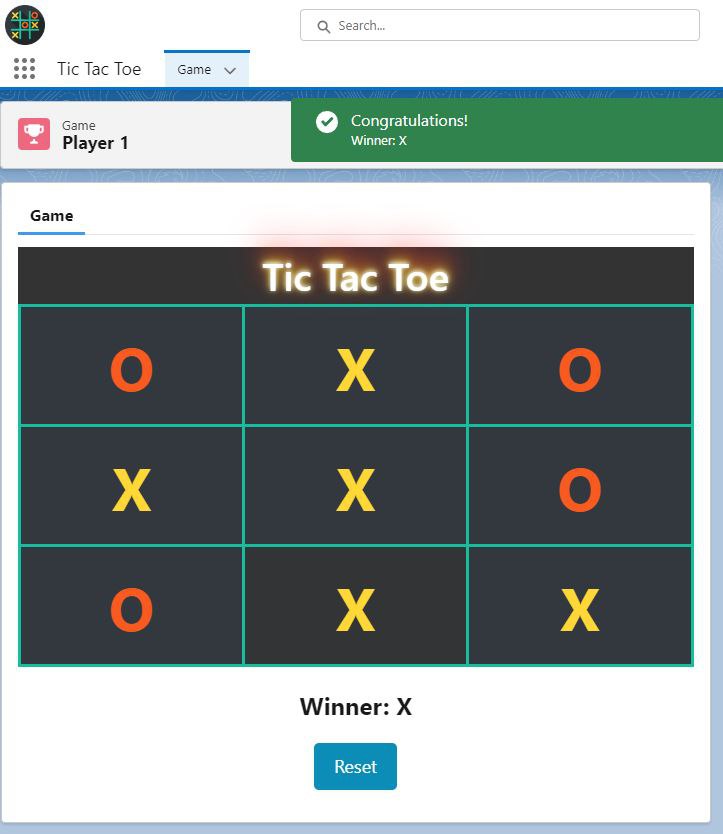 Search...
Tic Tac Toe
Game
Game
Player 1
Congratulations!
Winner: X
Game
Tic Tac Toe
O X O
X X O
O X X
Winner: X
Reset